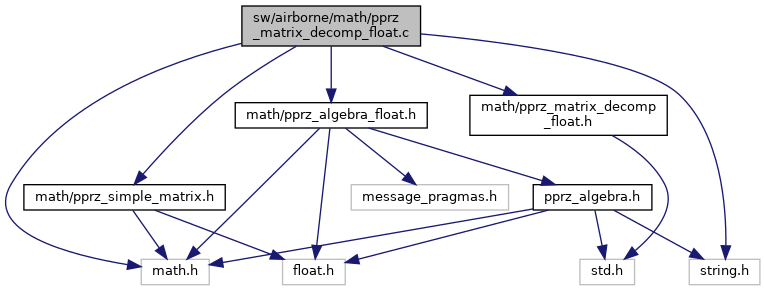 sw/airborne/math/pprz
_matrix_decomp_float.c
math/pprz_algebra_float.h
math/pprz_matrix_decomp
_float.h
math/pprz_simple_matrix.h
message_pragmas.h
pprz_algebra.h
math.h
float.h
std.h
string.h